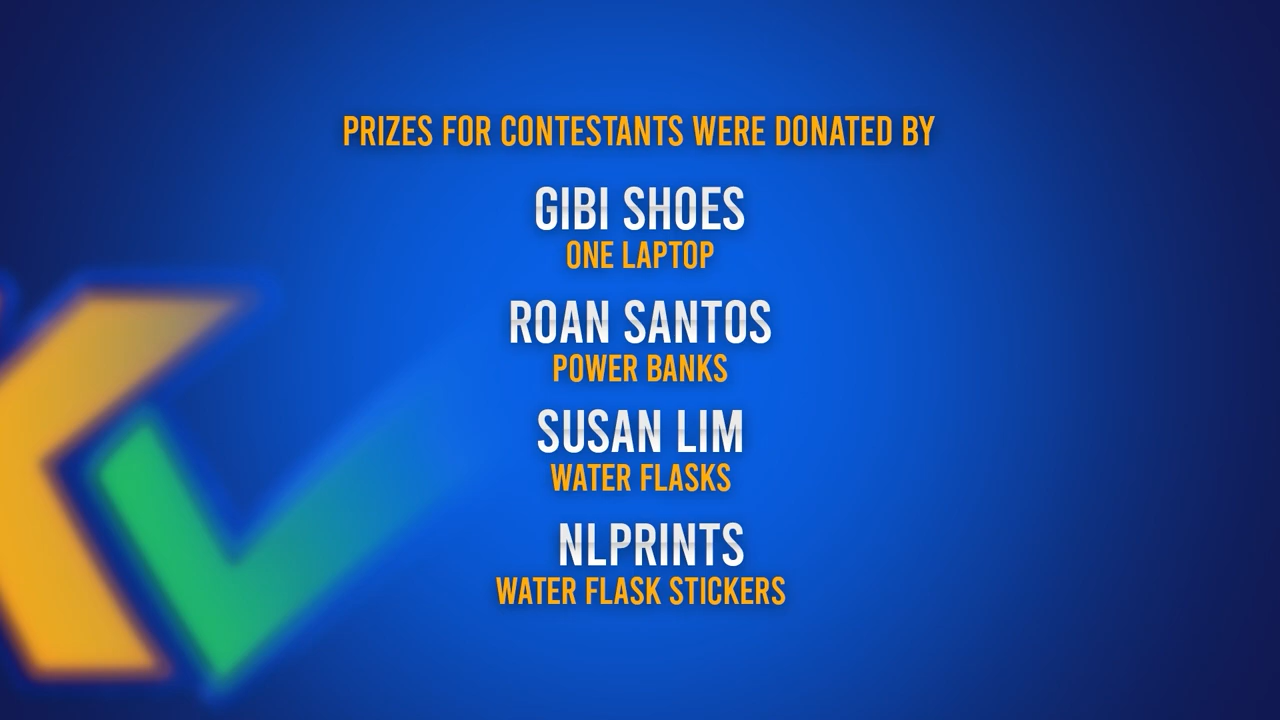 PRIZES FOR CONTESTANTS WERE DONATED BY
GIBI SHOES
ONE LAPTOP
ROAN SANTOS
POWER BANKS
SUSAN LIM
WATER FLASKS
NLPRINTS
WATER FLASK STICKERS